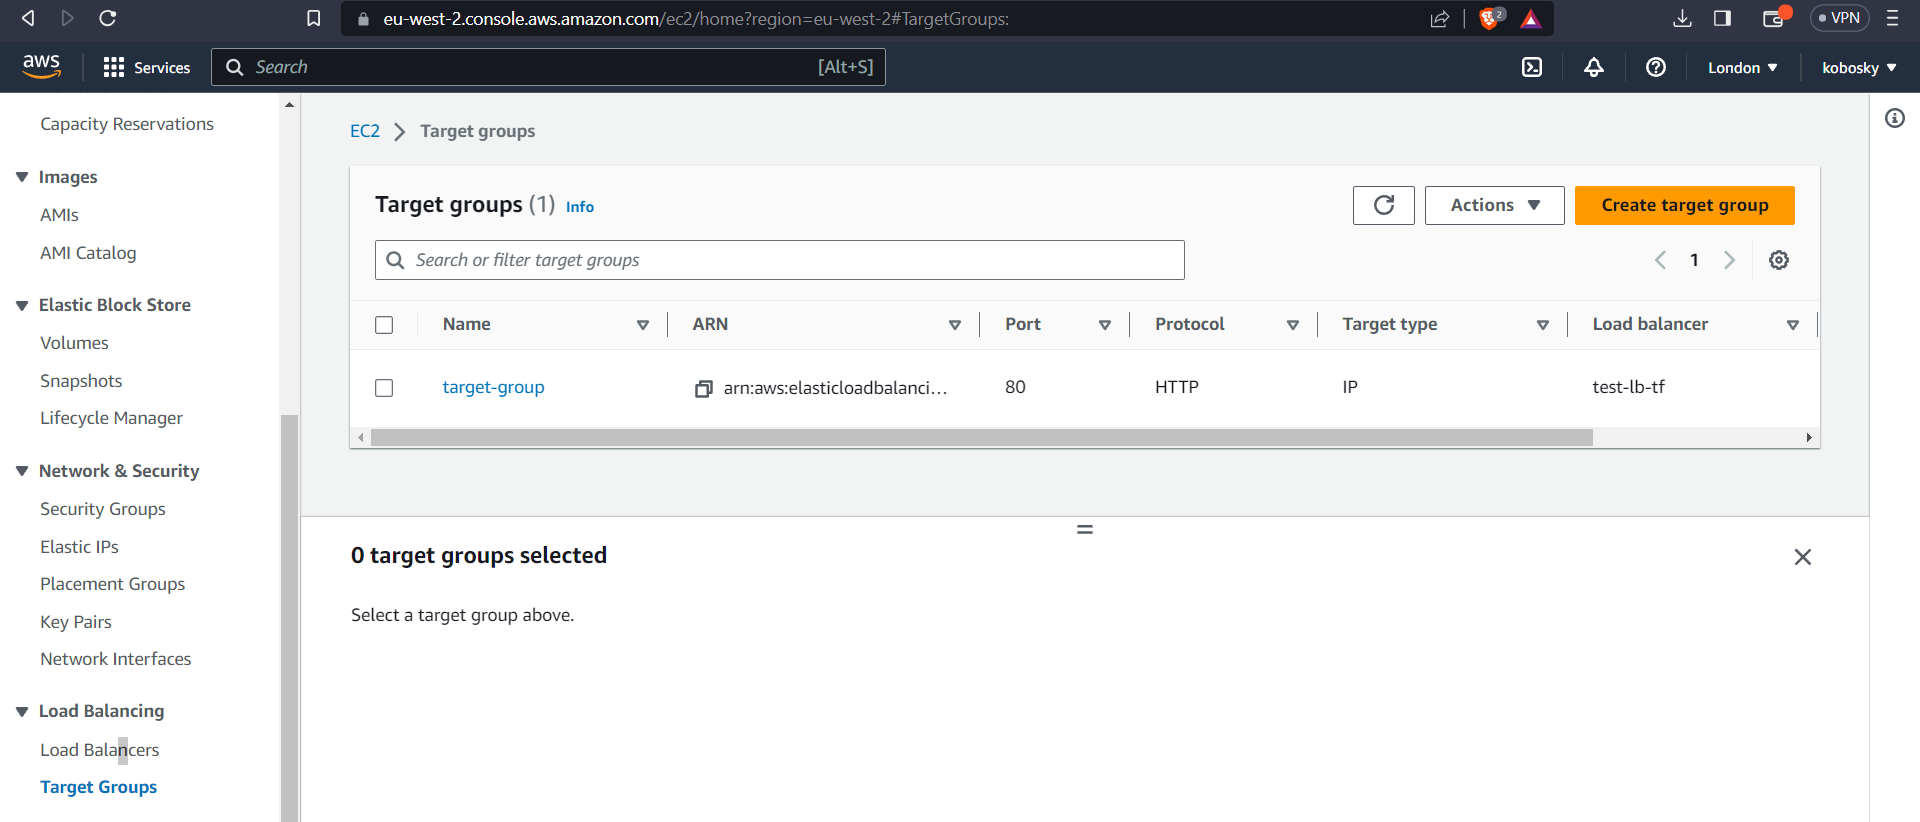 eu-west-2.console.aws.amazon.com/ec2/home?region=eu-west-2#TargetGroups:
2
VPN
aws
Services
Search
[Alt+S]
London
kobosky
Capacity Reservations
Images
AMIs
AMI Catalog
Elastic Block Store
Volumes
Snapshots
Lifecycle Manager
Network & Security
Security Groups
Elastic IPs
Placement Groups
Key Pairs
Network Interfaces
Load Balancing
Load Balancers
Target Groups
EC2 Target groups
Target groups (1) Info
Actions
Create target group
Search or filter target groups
1
Name ARN Port Protocol Target type Load balancer
target-group arn:aws:elasticloadbalanci... 80 HTTP IP test-lb-tf
0 target groups selected
Select a target group above.